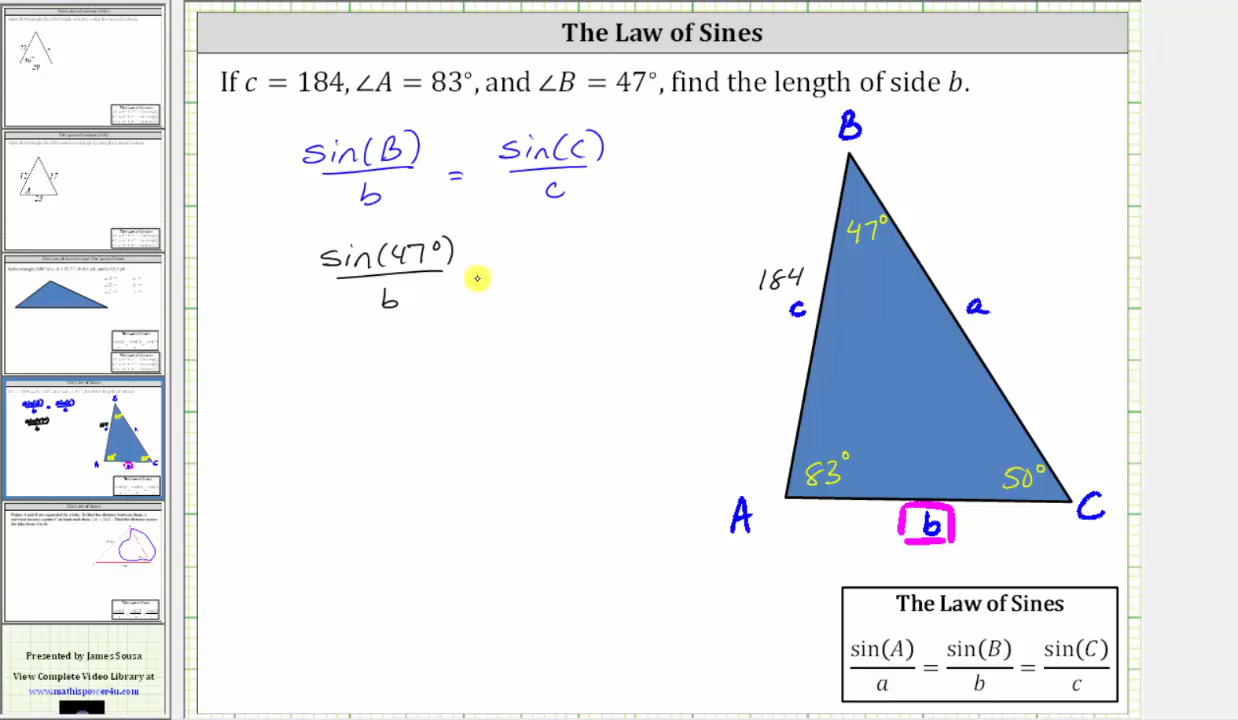 The Law of Sines
If c = 184, ∠A = 83°, and ∠B = 47°, find the length of side b.
sin(B)/b = sin(C)/c
sin(47°)/b
B
47°
184
c
a
83°
50°
A
b
C
The Law of Sines
sin(A)/a = sin(B)/b = sin(C)/c
Presented by James Sousa
View Complete Video Library at
www.mathispower4u.com